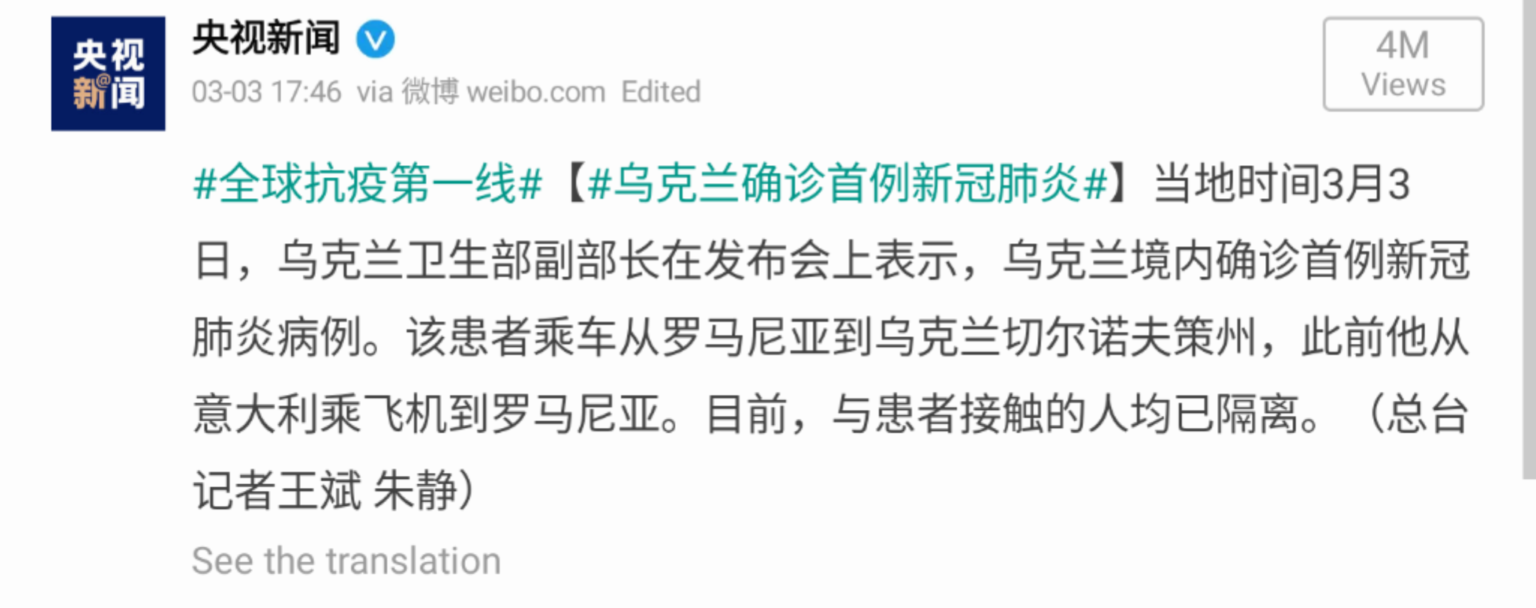 央视
新@闻
央视新闻
03-03 17:46 via 微博 weibo.com Edited
4M
Views
#全球抗疫第一线#【#乌克兰确诊首例新冠肺炎#】当地时间3月3
日，乌克兰卫生部副部长在发布会上表示，乌克兰境内确诊首例新冠
肺炎病例。该患者乘车从罗马尼亚到乌克兰切尔诺夫策州，此前他从
意大利乘飞机到罗马尼亚。目前，与患者接触的人均已隔离。（总台
记者王斌 朱静）
See the translation